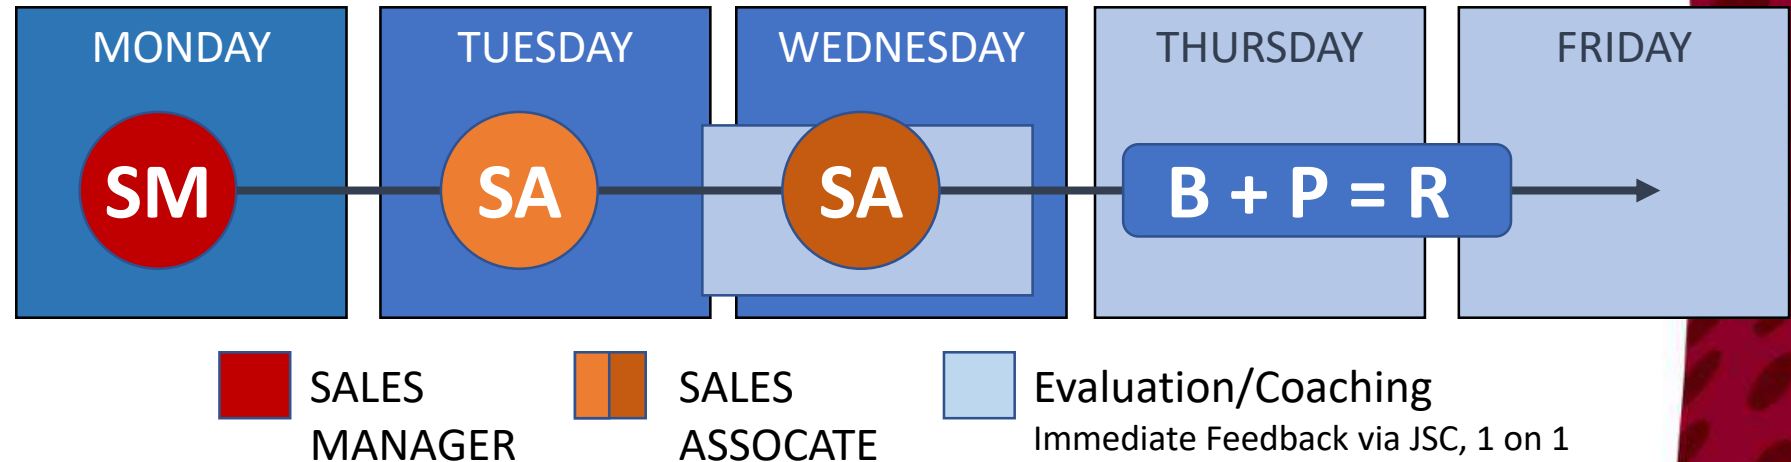 MONDAY
TUESDAY
WEDNESDAY
THURSDAY
FRIDAY
SM
SA
SA
B + P = R
SALES
MANAGER
SALES
ASSOCATE
Evaluation/Coaching
Immediate Feedback via JSC, 1 on 1